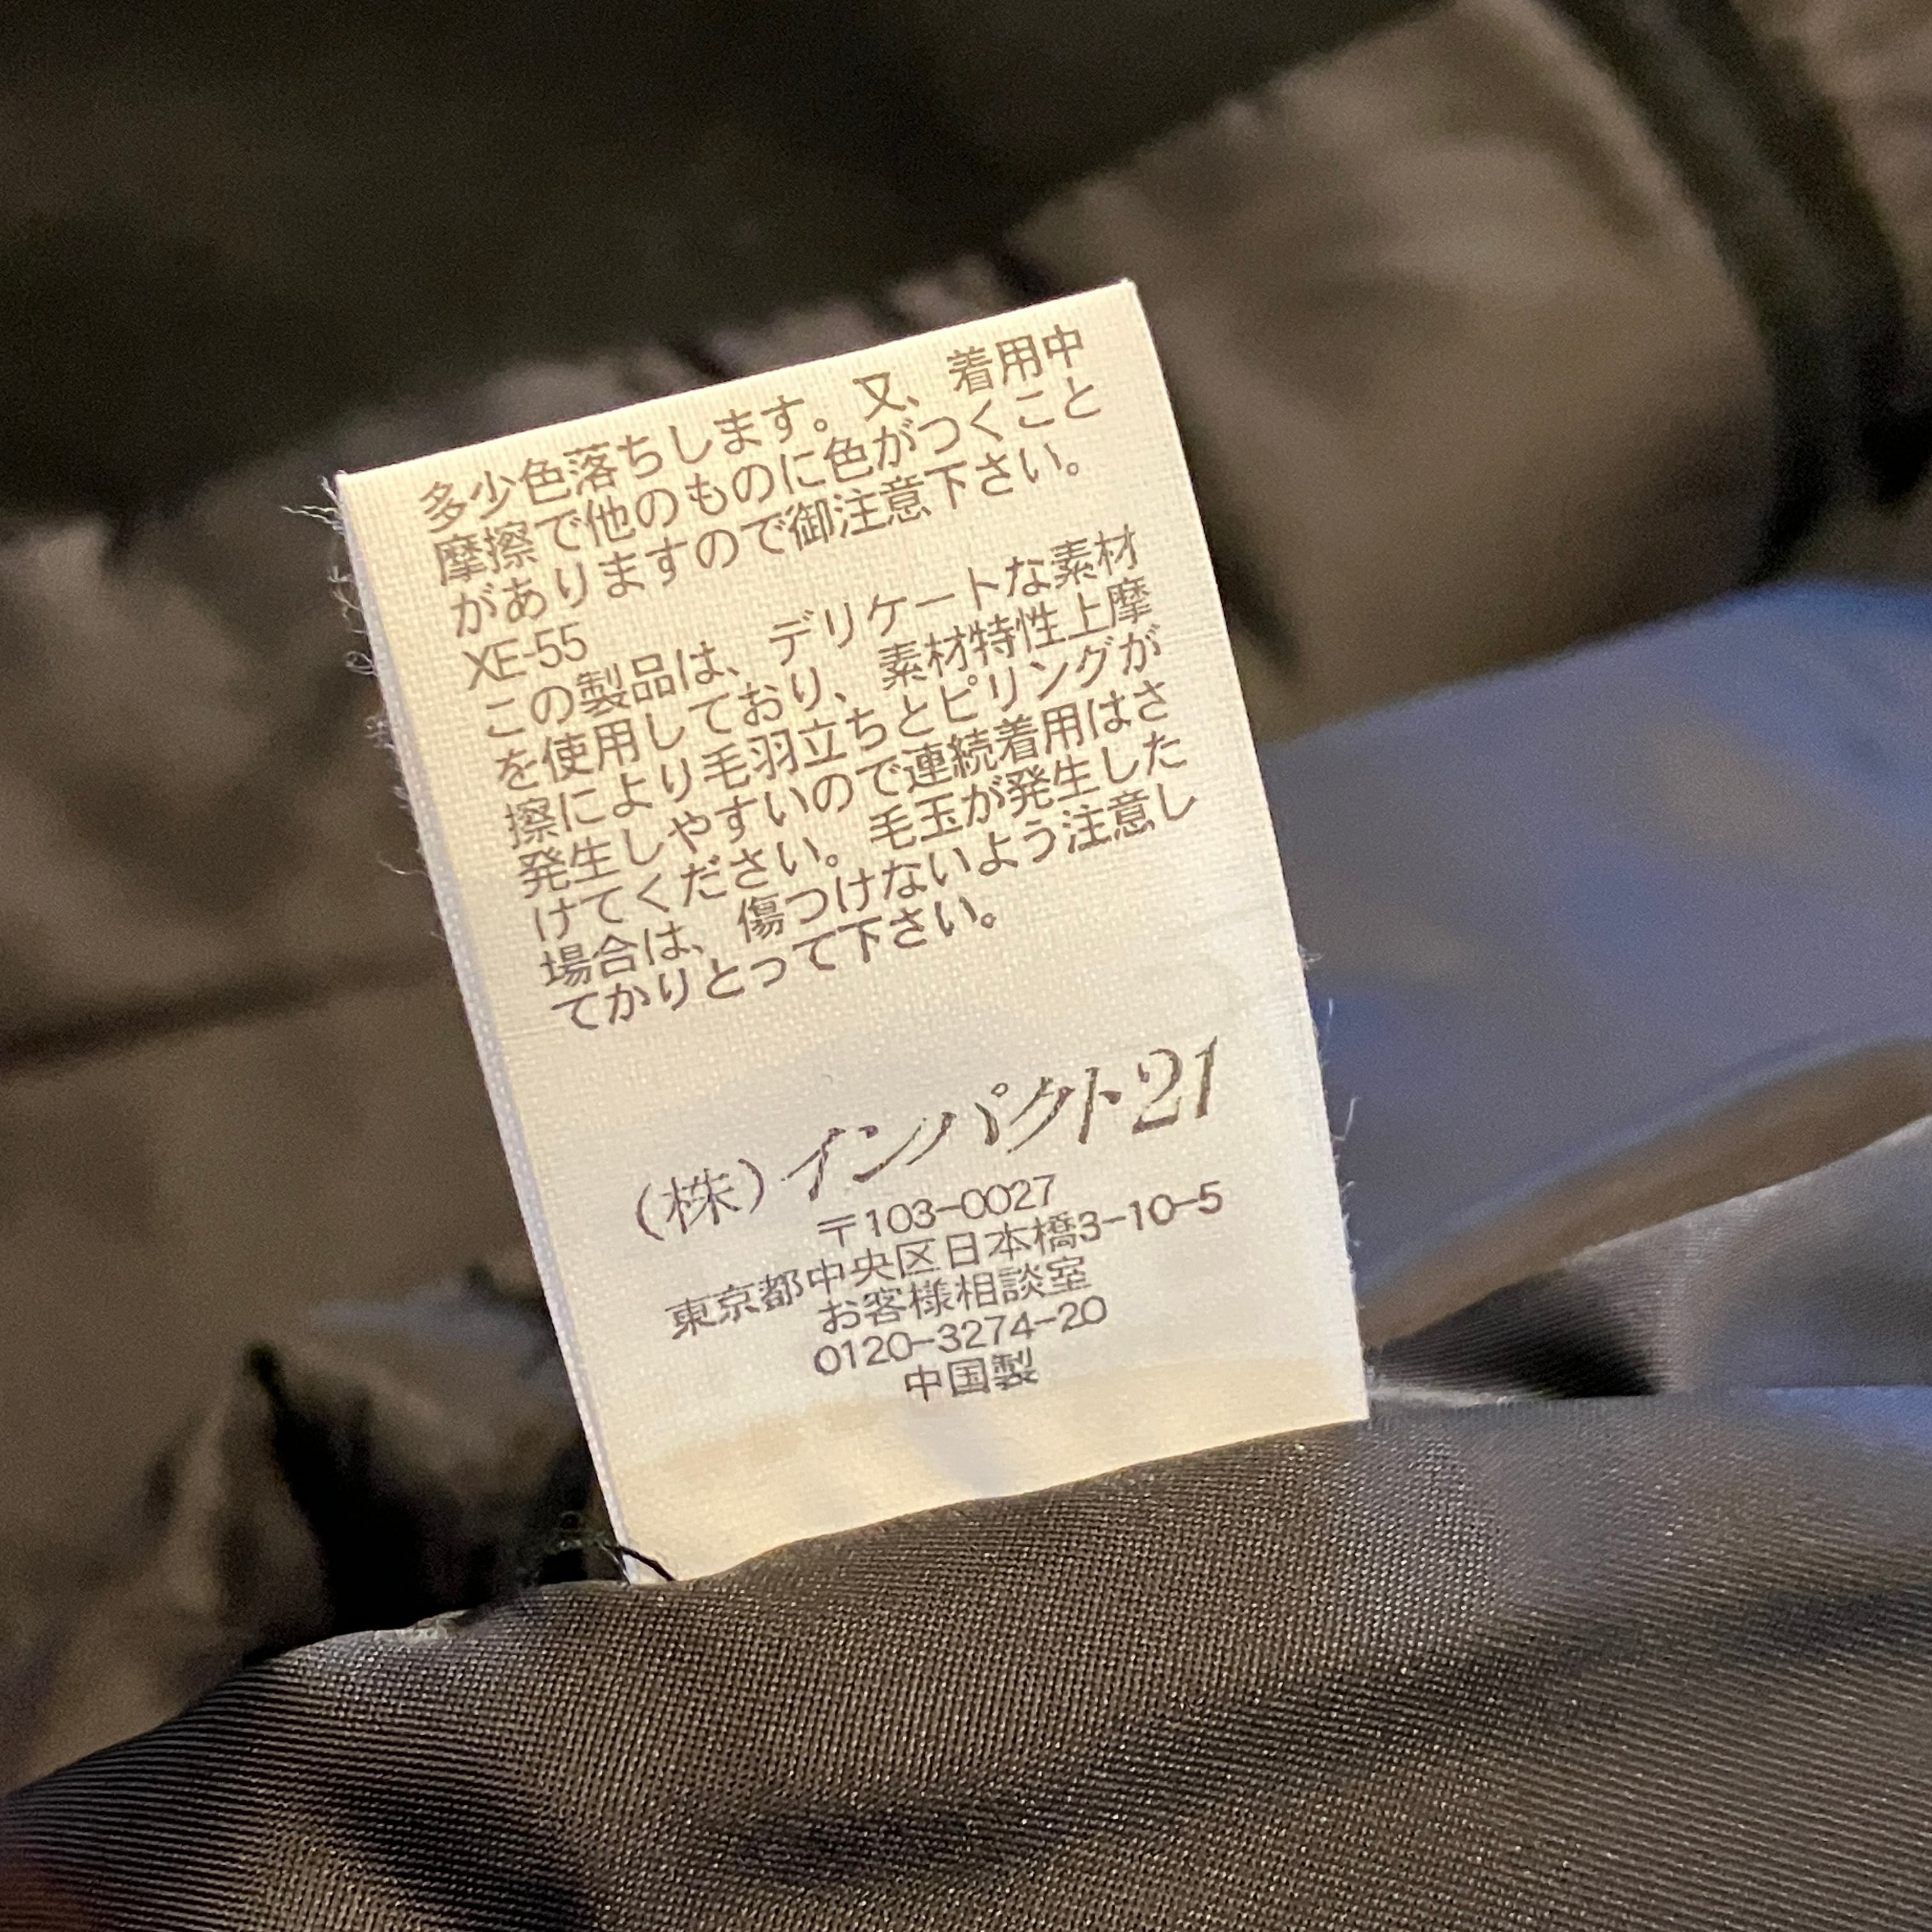 多少色落ちします。又、着用中
摩擦で他のものに色がつくこと
がありますので御注意下さい。
XE-55
この製品は、デリケートな素材
を使用しており、素材特性上摩
擦により毛羽立ちとピリングが
発生しやすいので連続着用はさ
けてください。毛玉が発生した
場合は、傷つけないよう注意し
てかりとって下さい。
(株)インパクト21
〒103-0027
東京都中央区日本橋3-10-5
お客様相談室
0120-3274-20
中国製